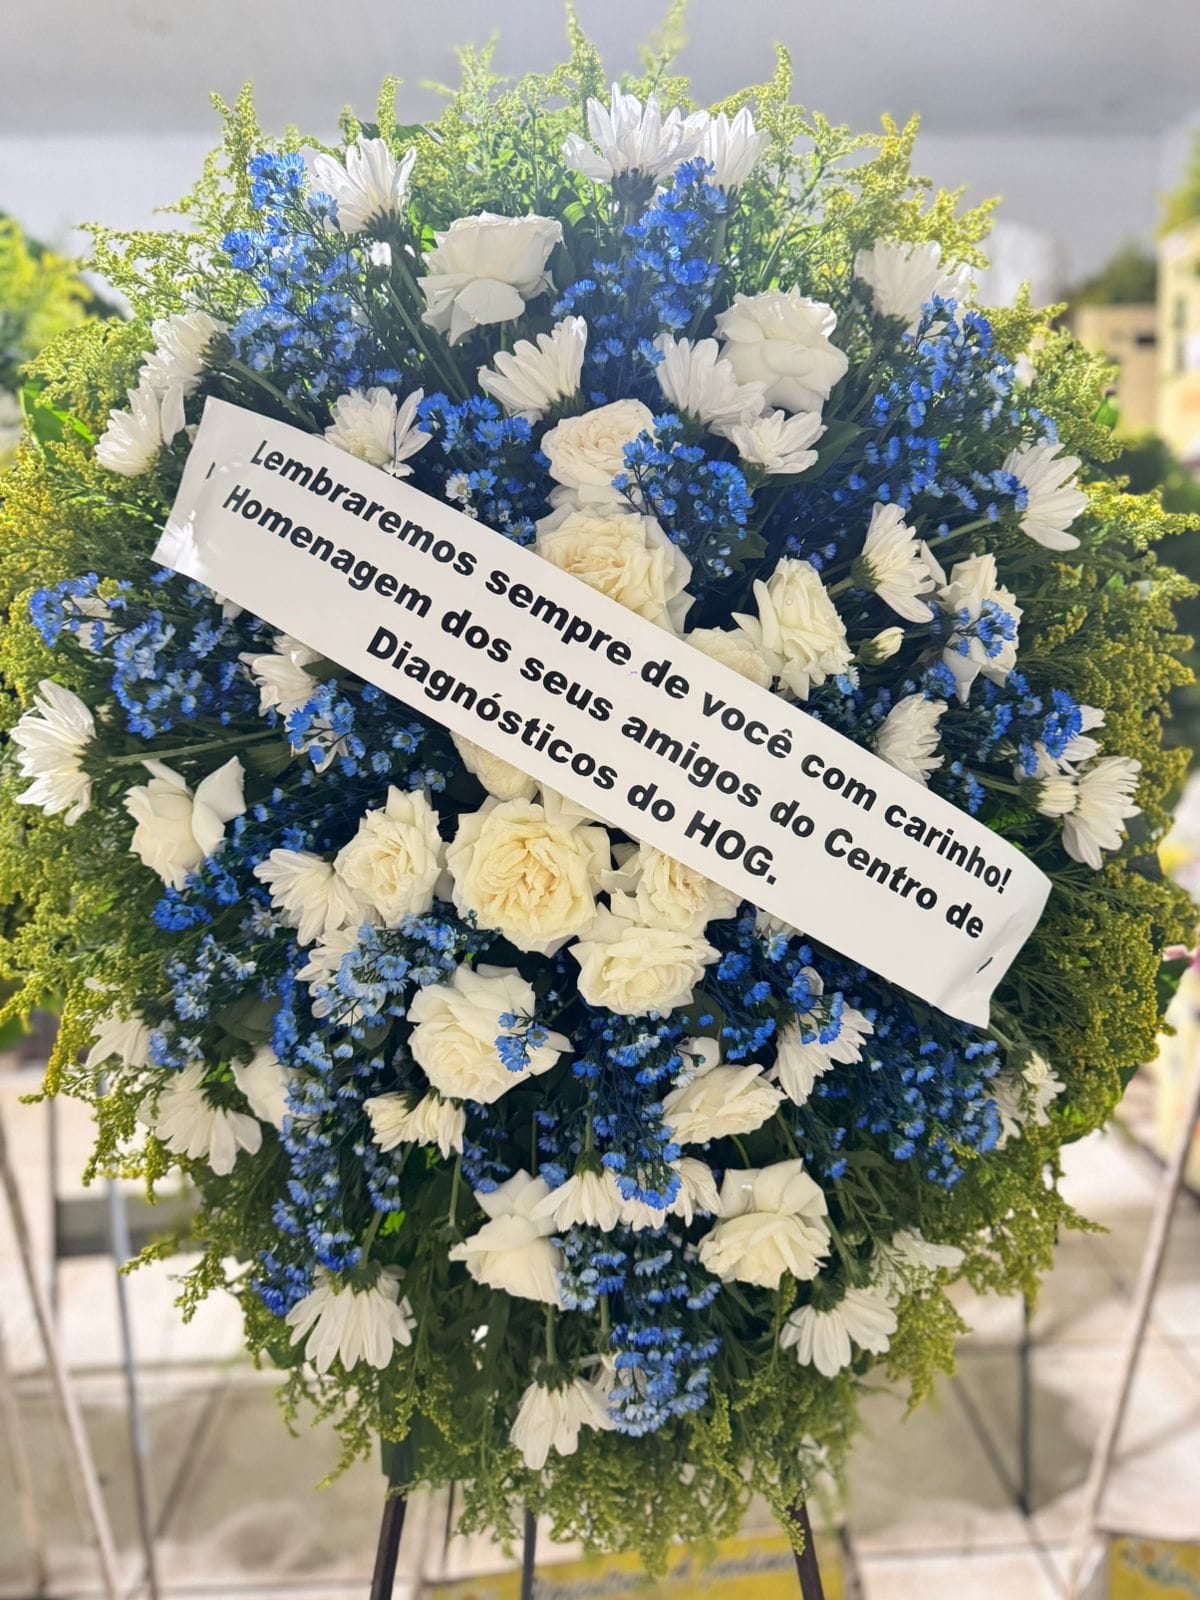 Lembraremos sempre de você com carinho!
Homenagem dos seus amigos do Centro de
Diagnósticos do HOG.